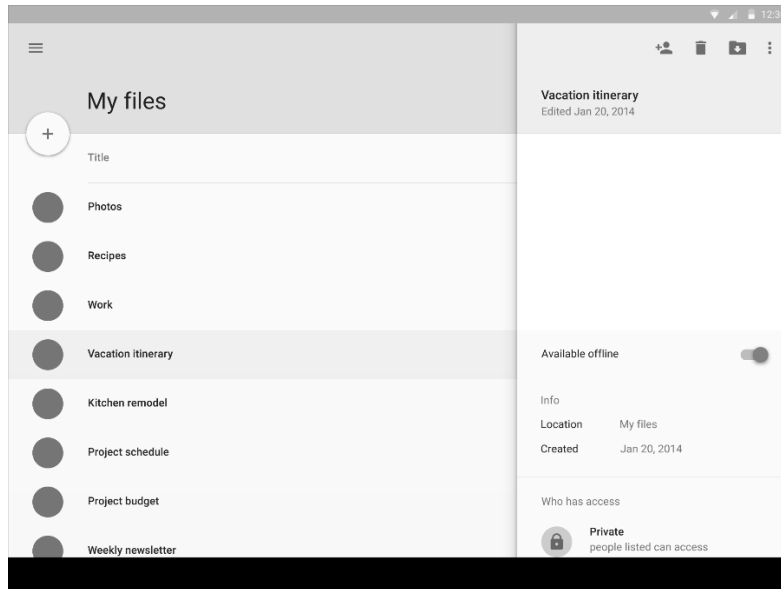 12:3
My files
Title
Photos
Recipes
Work
Vacation itinerary
Kitchen remodel
Project schedule
Project budget
Weekly newsletter
Vacation itinerary
Edited Jan 20, 2014
Available offline
Info
Location My files
Created Jan 20, 2014
Who has access
Private
people listed can access